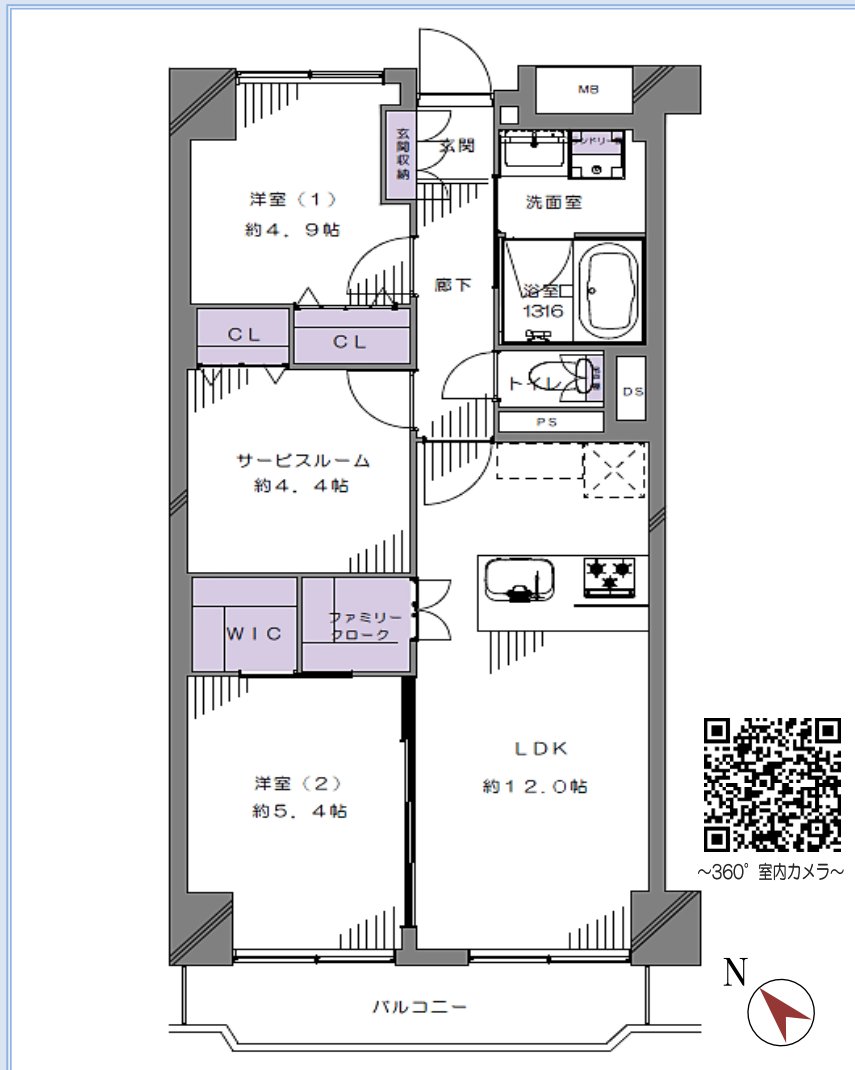 MB
玄関収納
玄関
洗面室
洋室（１）
約４．９帖
廊下
浴室
1316
CL
CL
トイレ
DS
PS
サービスルーム
約４．４帖
WIC
ファミリー
クローク
LDK
約１２．０帖
洋室（２）
約５．４帖
～360°室内カメラ～
N
バルコニー